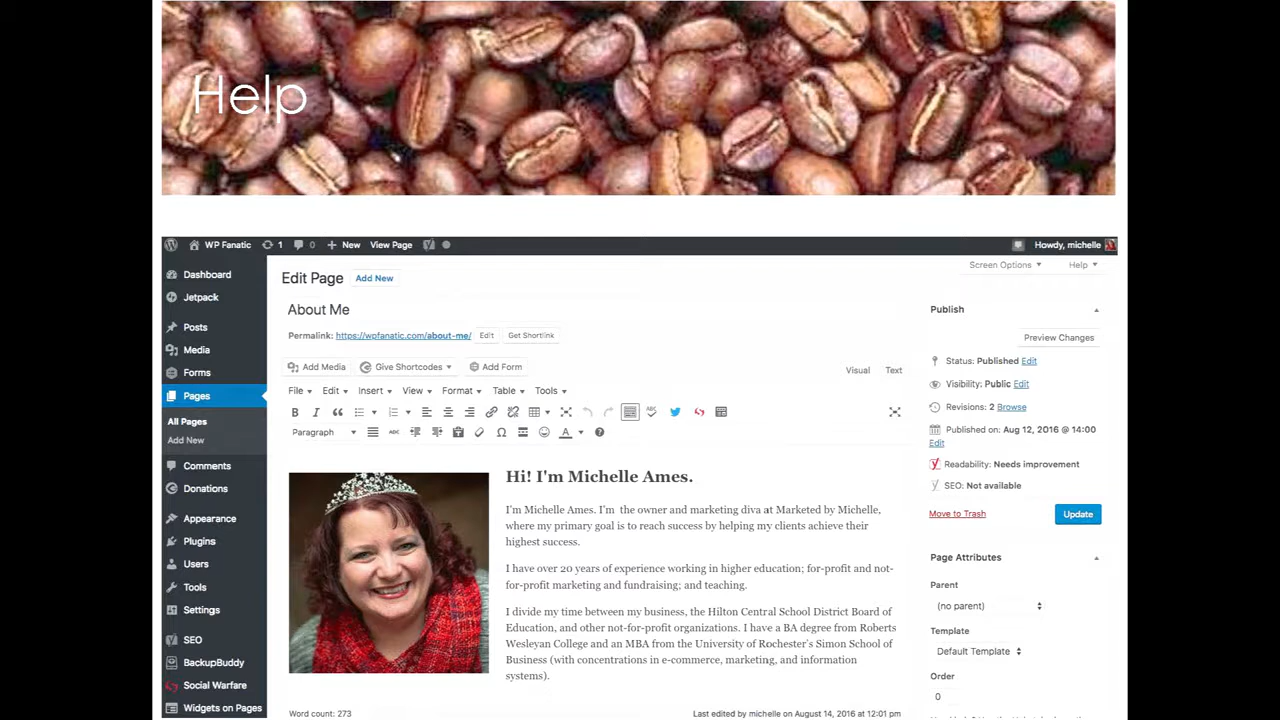 Help
WP Fanatic 1 0 New View Page Howdy, michelle
Dashboard
Jetpack
Posts
Media
Forms
Pages
All Pages
Add New
Comments
Donations
Appearance
Plugins
Users
Tools
Settings
SEO
BackupBuddy
Social Warfare
Widgets on Pages
Screen Options Help
Edit Page Add New
About Me
Permalink: https://wpfanatic.com/about-me/ Edit Get Shortlink
Add Media Give Shortcodes Add Form Visual Text
File Edit Insert View Format Table Tools
B I ABC
Paragraph ABC A
Hi! I'm Michelle Ames.
I'm Michelle Ames. I'm the owner and marketing diva at Marketed by Michelle,
where my primary goal is to reach success by helping my clients achieve their
highest success.
I have over 20 years of experience working in higher education; for-profit and not-
for-profit marketing and fundraising; and teaching.
I divide my time between my business, the Hilton Central School District Board of
Education, and other not-for-profit organizations. I have a BA degree from Roberts
Wesleyan College and an MBA from the University of Rochester's Simon School of
Business (with concentrations in e-commerce, marketing, and information
systems).
Word count: 273 Last edited by michelle on August 14, 2016 at 12:01 pm
Publish
Preview Changes
Status: Published Edit
Visibility: Public Edit
Revisions: 2 Browse
Published on: Aug 12, 2016 @ 14:00
Edit
Readability: Needs improvement
SEO: Not available
Move to Trash Update
Page Attributes
Parent
(no parent)
Template
Default Template
Order
0